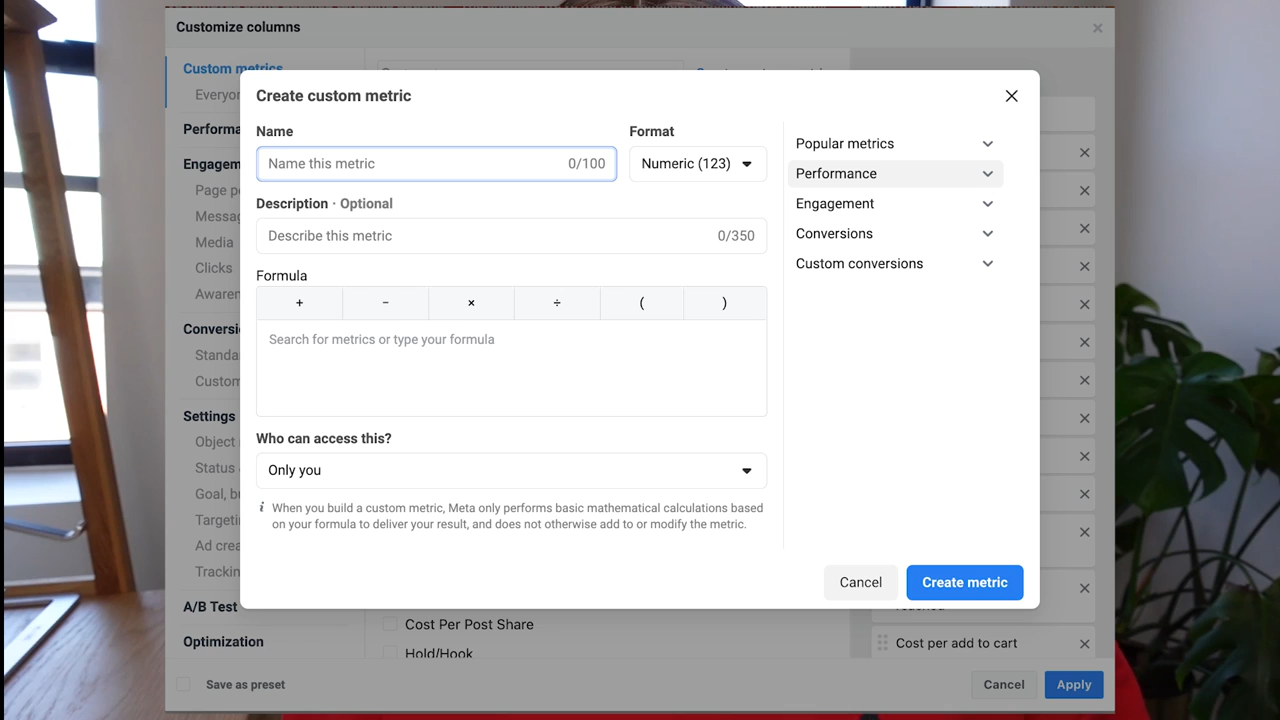 Customize columns
Custom metrics
Performa
Engagem
Page p
Messag
Media
Clicks
Awaren
Conversi
Standa
Custom
Settings
Object
Status
Goal, b
Targeti
Ad crea
Trackin
A/B Test
Optimization
Create custom metric
Name
Format
Name this metric
0/100
Numeric (123)
Description · Optional
Describe this metric
0/350
Formula
+
−
×
÷
(
)
Search for metrics or type your formula
Who can access this?
Only you
When you build a custom metric, Meta only performs basic mathematical calculations based
on your formula to deliver your result, and does not otherwise add to or modify the metric.
Popular metrics
Performance
Engagement
Conversions
Custom conversions
Cancel
Create metric
Cost Per Post Share
Hold/Hook
Cost per add to cart
Save as preset
Cancel
Apply